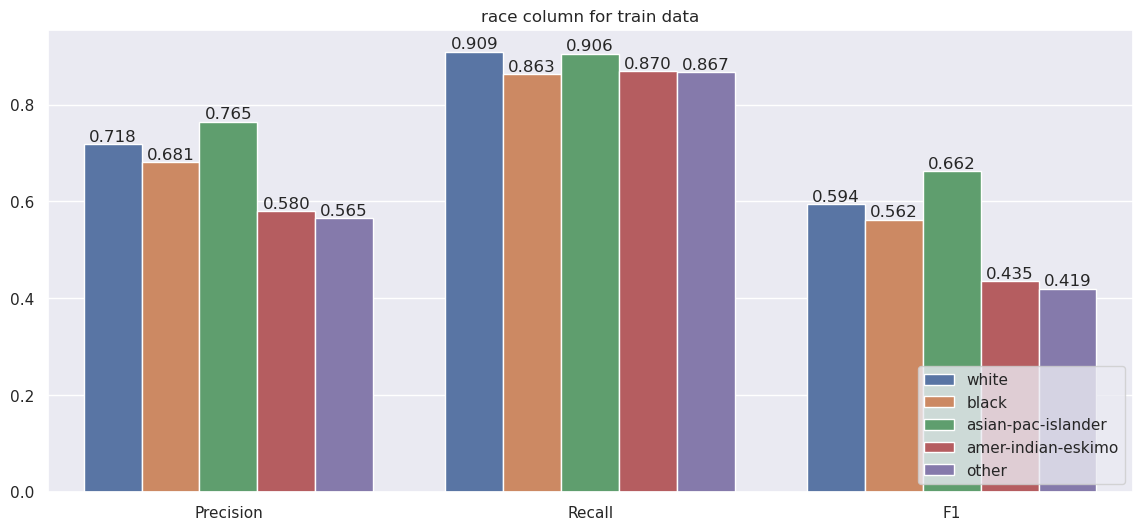 race column for train data
0.909
0.906
0.863
0.870
0.867
0.8
0.765
0.718
0.681
0.662
0.6
0.580
0.565
0.594
0.562
0.435
0.419
0.4
white
black
asian-pac-islander
amer-indian-eskimo
other
0.2
0.0
Precision
Recall
F1